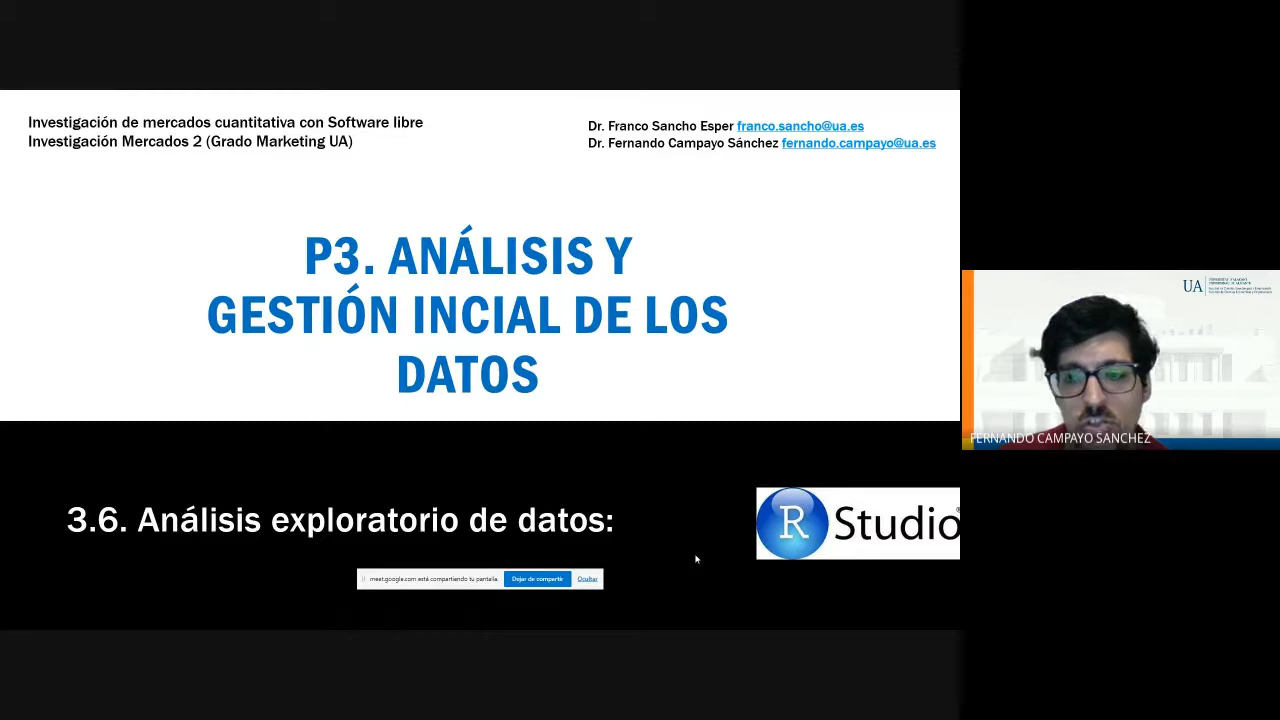 Investigación de mercados cuantitativa con Software libre
Investigación Mercados 2 (Grado Marketing UA)
Dr. Franco Sancho Esper franco.sancho@ua.es
Dr. Fernando Campayo Sánchez fernando.campayo@ua.es
P3. ANÁLISIS Y
GESTIÓN INCIAL DE LOS
DATOS
UA
FERNANDO CAMPAYO SANCHEZ
3.6. Análisis exploratorio de datos:
R Studio
meet.google.com está compartiendo tu pantalla. Dejar de compartir Ocultar